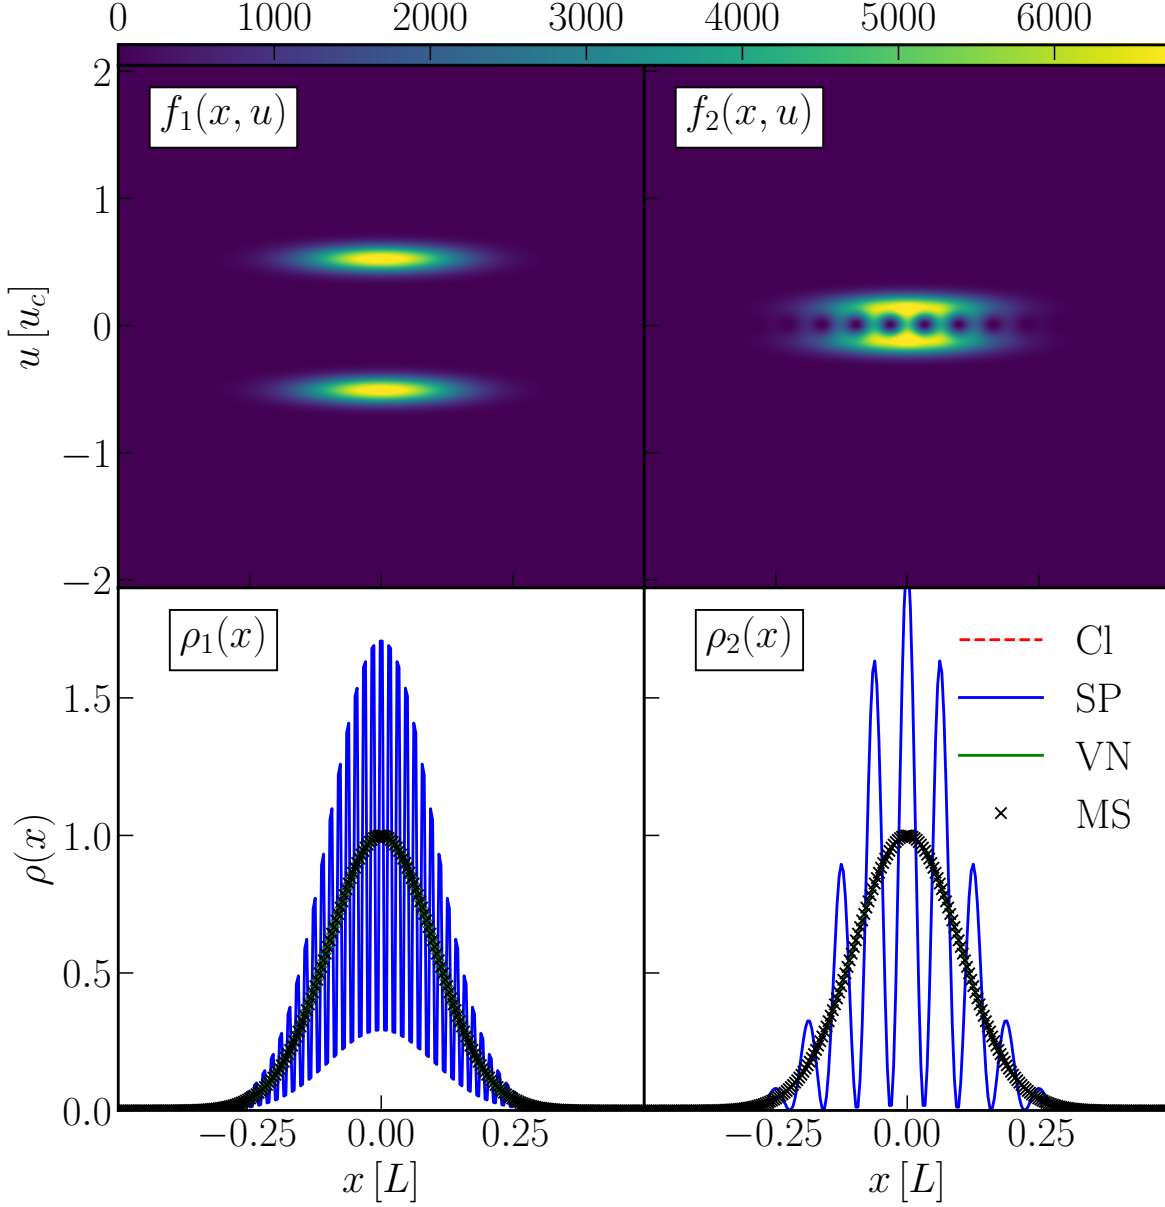 0 1000 2000 3000 4000 5000 6000
f₁(x, u) f₂(x, u)
2
1
0
−1
−2
u [u_c]
ρ₁(x) ρ₂(x)
Cl
SP
VN
MS
1.5
1.0
0.5
0.0
ρ(x)
−0.25 0.00 0.25 −0.25 0.00 0.25
x [L] x [L]